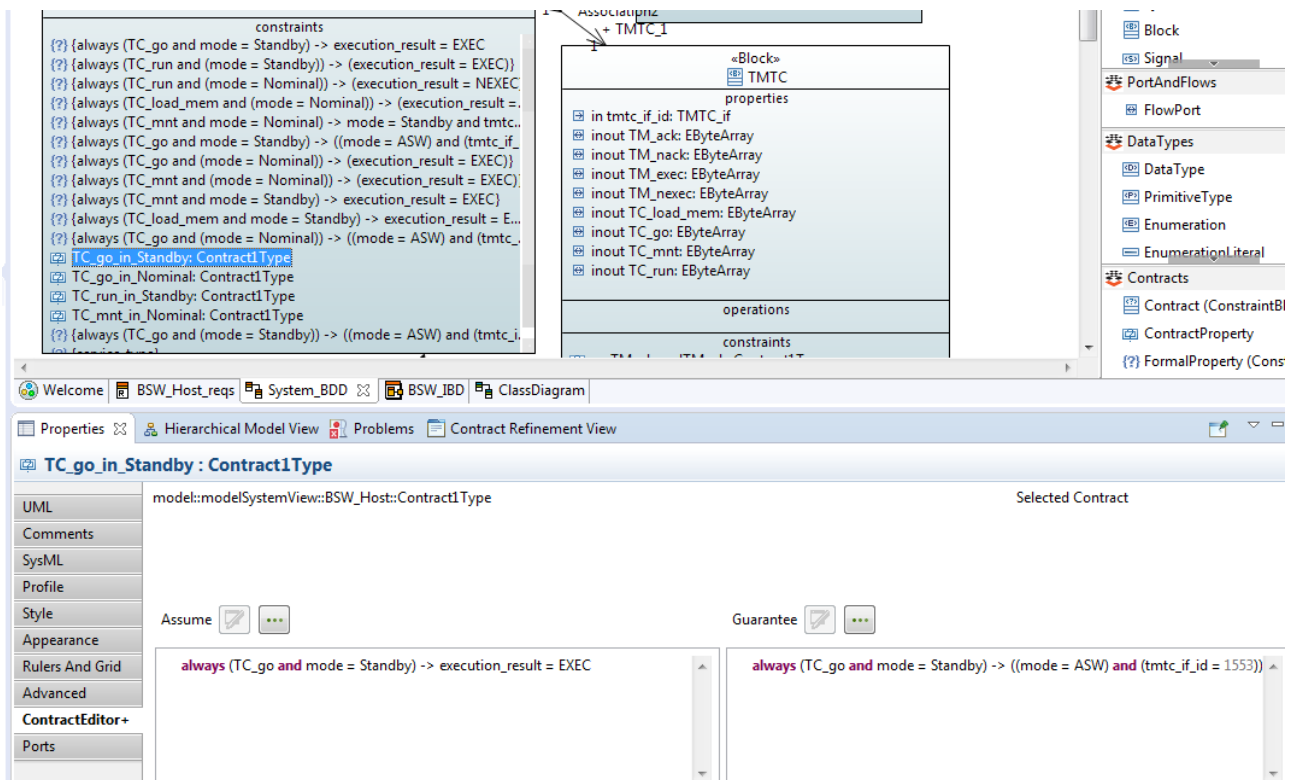 constraints
{?} {always (TC_go and mode = Standby) -> execution_result = EXEC
{?} {always (TC_run and (mode = Standby)) -> (execution_result = EXEC)}
{?} {always (TC_run and (mode = Nominal)) -> (execution_result = NEXEC)
{?} {always (TC_load_mem and (mode = Nominal)) -> (execution_result =...
{?} {always (TC_mnt and mode = Nominal) -> mode = Standby and tmtc...
{?} {always (TC_go and mode = Standby) -> ((mode = ASW) and (tmtc_if_
{?} {always (TC_go and (mode = Nominal)) -> (execution_result = EXEC)}
{?} {always (TC_mnt and (mode = Nominal)) -> (execution_result = EXEC)}
{?} {always (TC_mnt and mode = Standby) -> execution_result = EXEC}
{?} {always (TC_load_mem and mode = Standby) -> execution_result = E...
{?} {always (TC_go and (mode = Nominal)) -> ((mode = ASW) and (tmtc_.
TC_go_in_Standby: Contract1Type
TC_go_in_Nominal: Contract1Type
TC_run_in_Standby: Contract1Type
TC_mnt_in_Nominal: Contract1Type
{?} {always (TC_go and (mode = Standby)) -> ((mode = ASW) and (tmtc_i.
1
Association2
+ TMTC_1
1
«Block»
TMTC
properties
in tmtc_if_id: TMTC_if
inout TM_ack: EByteArray
inout TM_nack: EByteArray
inout TM_exec: EByteArray
inout TM_nexec: EByteArray
inout TC_load_mem: EByteArray
inout TC_go: EByteArray
inout TC_mnt: EByteArray
inout TC_run: EByteArray
operations
constraints
Block
Signal
PortAndFlows
FlowPort
DataTypes
DataType
PrimitiveType
Enumeration
EnumerationLiteral
Contracts
Contract (ConstraintBl
ContractProperty
{?} FormalProperty (Cons
Welcome BSW_Host_reqs System_BDD BSW_IBD ClassDiagram
Properties Hierarchical Model View Problems Contract Refinement View
TC_go_in_Standby : Contract1Type
UML
Comments
SysML
Profile
Style
Appearance
Rulers And Grid
Advanced
ContractEditor+
Ports
model::modelSystemView::BSW_Host::Contract1Type
Selected Contract
Assume ...
Guarantee ...
always (TC_go and mode = Standby) -> execution_result = EXEC
always (TC_go and mode = Standby) -> ((mode = ASW) and (tmtc_if_id = 1553))